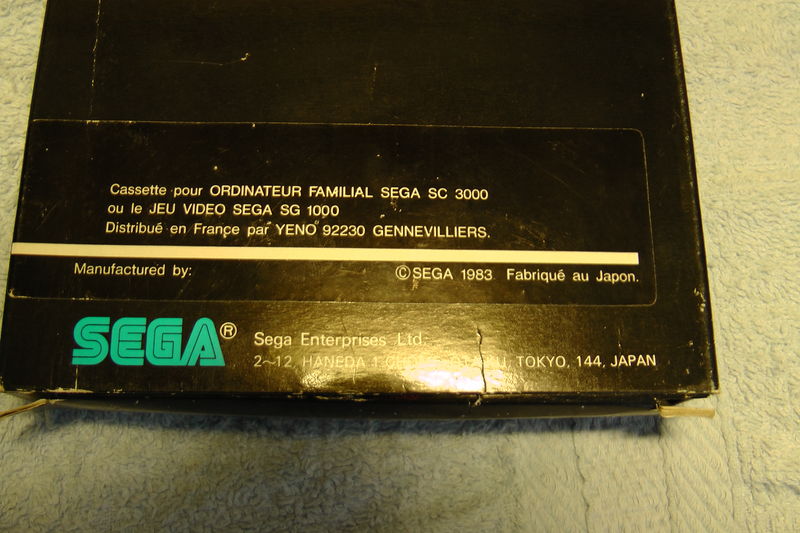 Cassette pour ORDINATEUR FAMILIAL SEGA SC 3000
ou le JEU VIDEO SEGA SG 1000
Distribué en France par YENO 92230 GENNEVILLIERS.
Manufactured by: ©SEGA 1983 Fabriqué au Japon.
SEGA® Sega Enterprises Ltd.
2~12, HANEDA 1 TOKYO, 144, JAPAN